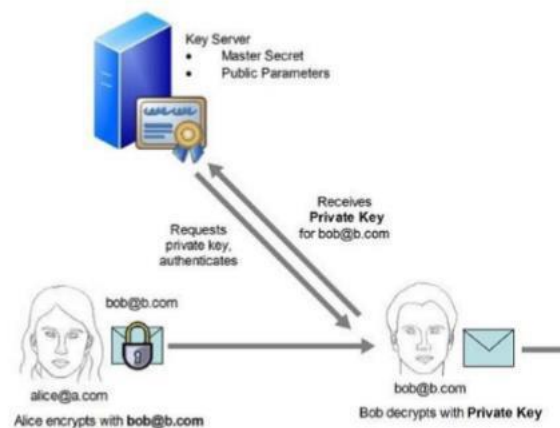 Key Server
• Master Secret
• Public Parameters
Receives
Private Key
for bob@b.com
Requests
private key,
authenticates
bob@b.com
alice@a.com
Alice encrypts with bob@b.com
bob@b.com
Bob decrypts with Private Key